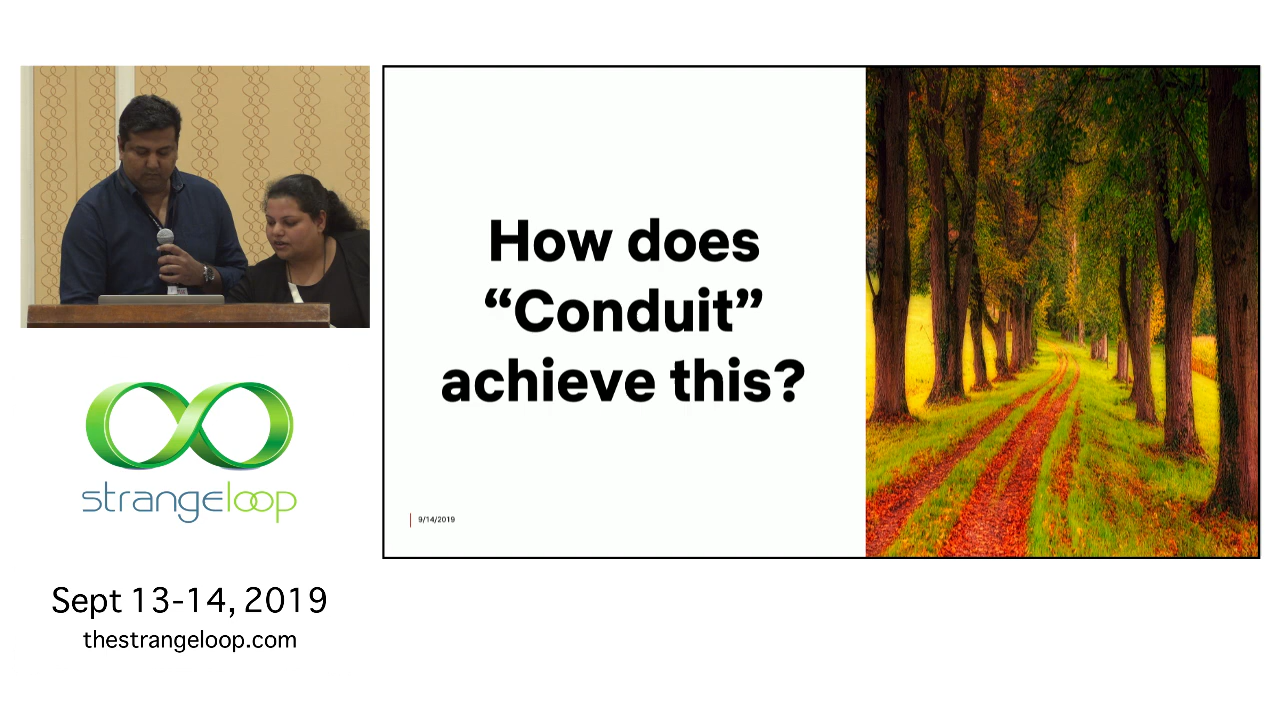 How does
“Conduit”
achieve this?
9/14/2019
strangeloop
Sept 13-14, 2019
thestrangeloop.com